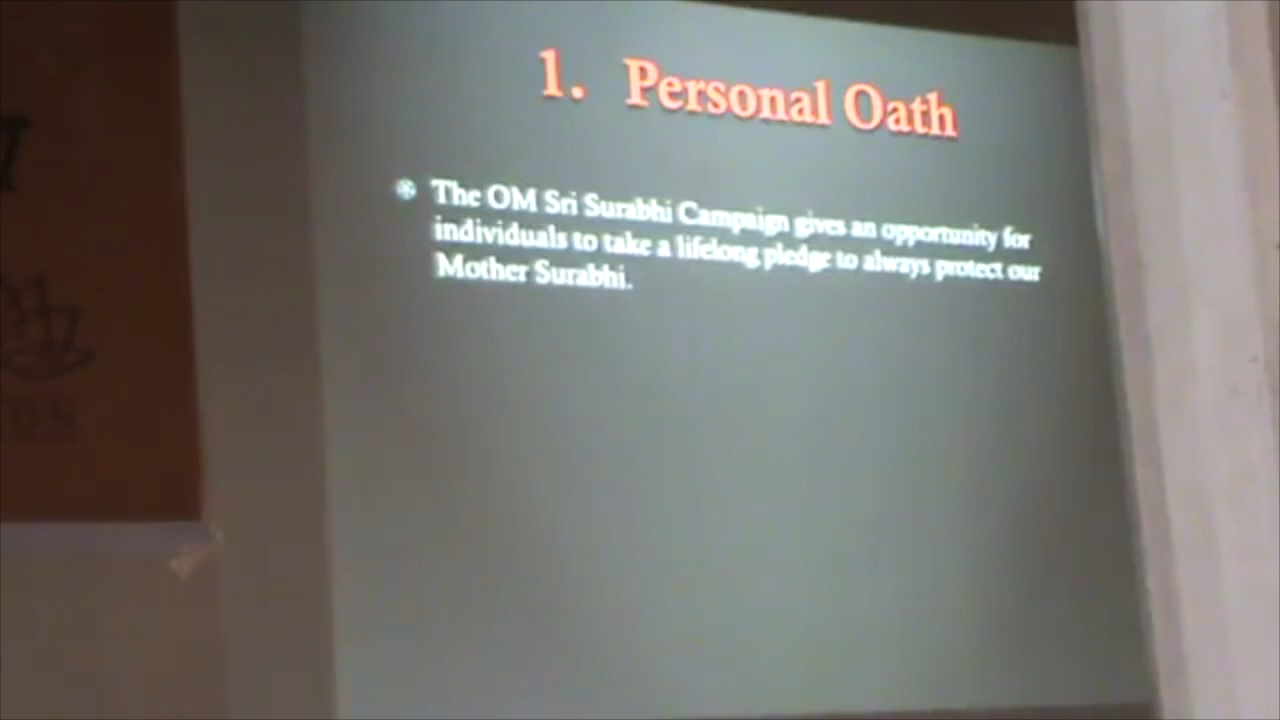 1. Personal Oath
The OM Sri Surabhi Campaign gives an opportunity for
individuals to take a lifelong pledge to always protect our
Mother Surabhi.